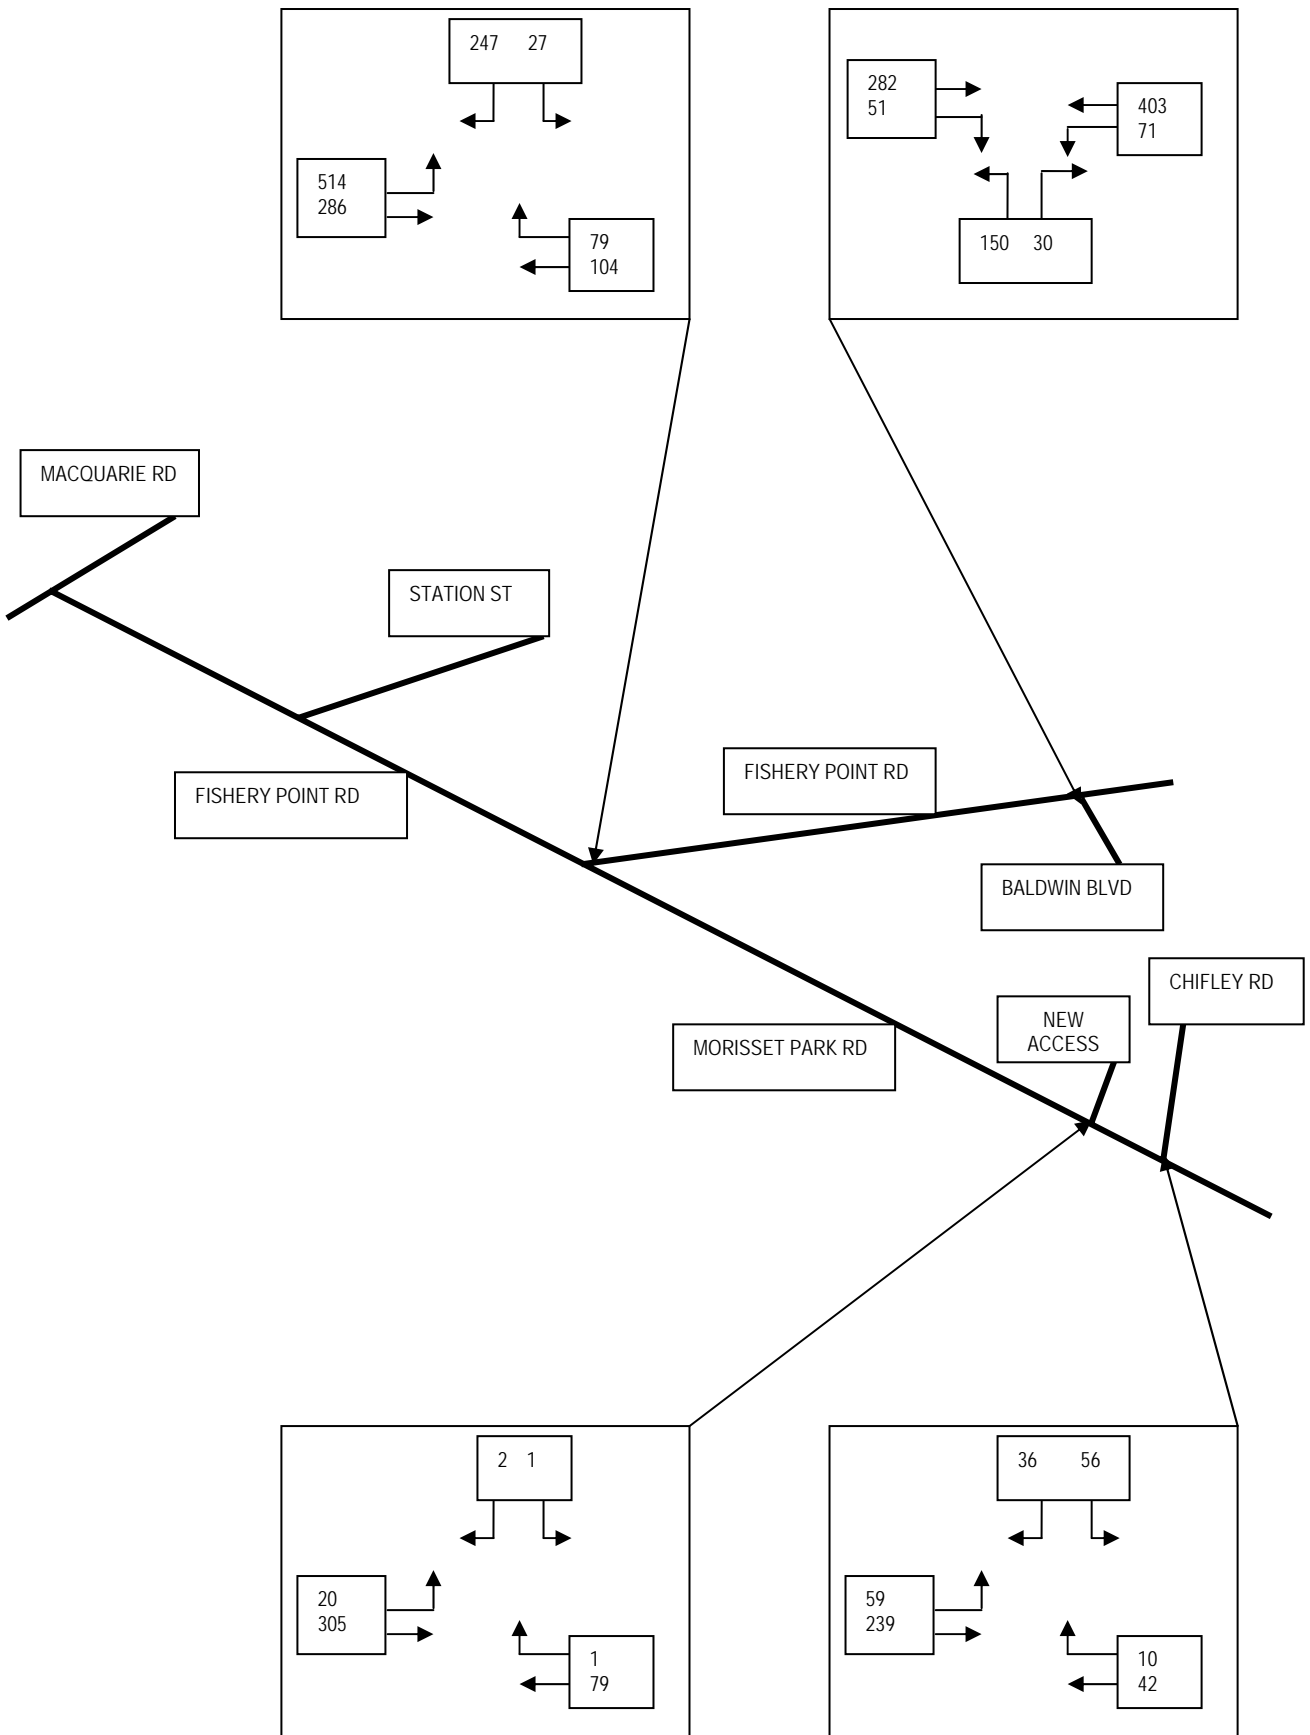 247 27
282
51
403
71
514
286
79
104
150 30
MACQUARIE RD
STATION ST
FISHERY POINT RD
FISHERY POINT RD
BALDWIN BLVD
CHIFLEY RD
NEW
ACCESS
MORISSET PARK RD
2 1
36 56
20
305
1
79
59
239
10
42